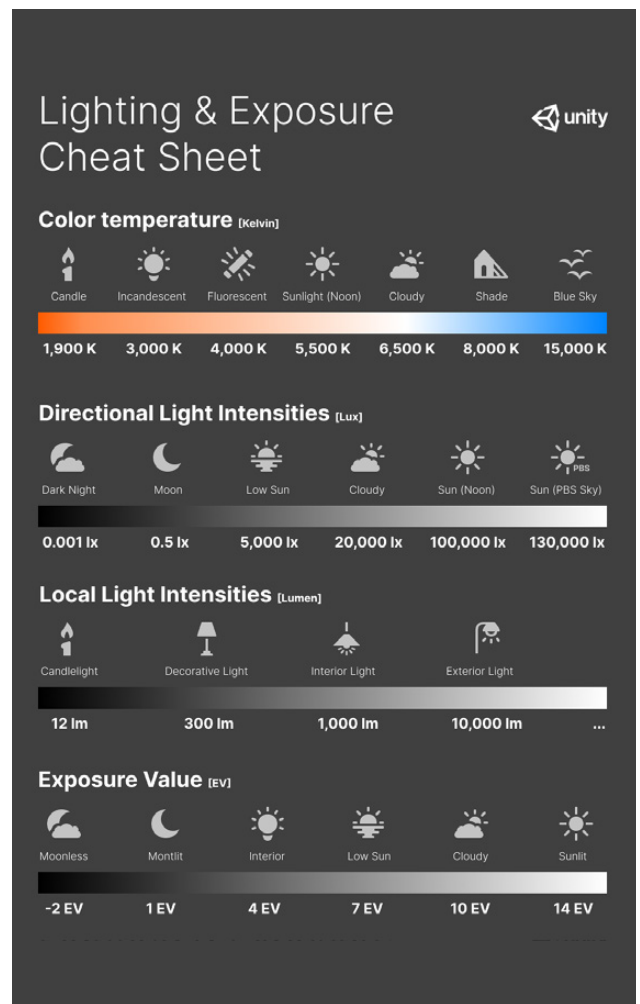 Lighting & Exposure
Cheat Sheet
unity
Color temperature [Kelvin]
Candle Incandescent Fluorescent Sunlight (Noon) Cloudy Shade Blue Sky
1,900 K 3,000 K 4,000 K 5,500 K 6,500 K 8,000 K 15,000 K
Directional Light Intensities [Lux]
PBS
Dark Night Moon Low Sun Cloudy Sun (Noon) Sun (PBS Sky)
0.001 lx 0.5 lx 5,000 lx 20,000 lx 100,000 lx 130,000 lx
Local Light Intensities [Lumen]
Candlelight Decorative Light Interior Light Exterior Light
12 lm 300 lm 1,000 lm 10,000 lm ...
Exposure Value [EV]
Moonless Montlit Interior Low Sun Cloudy Sunlit
-2 EV 1 EV 4 EV 7 EV 10 EV 14 EV